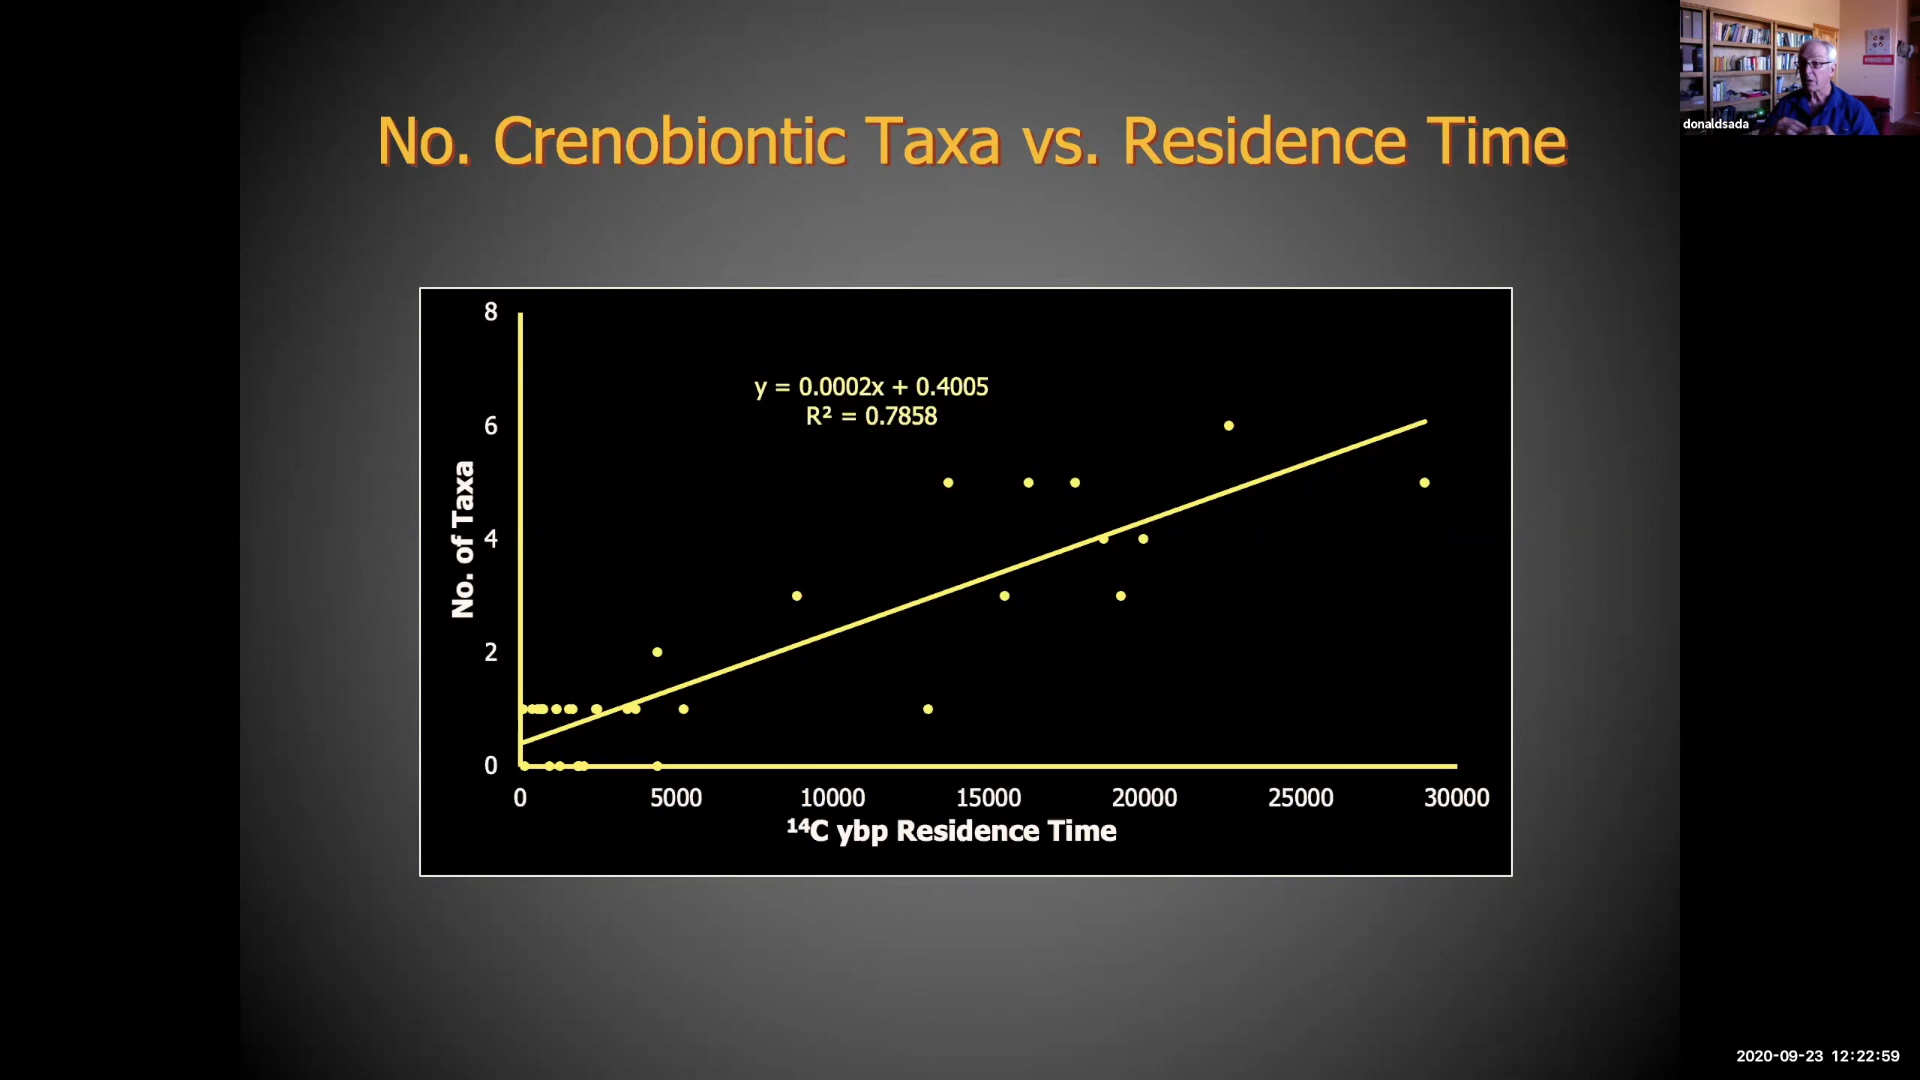 No. Crenobiontic Taxa vs. Residence Time
donaldsada
8
y = 0.0002x + 0.4005
R² = 0.7858
6
No. of Taxa
4
2
0
0 5000 10000 15000 20000 25000 30000
¹⁴C ybp Residence Time
2020-09-23 12:22:59